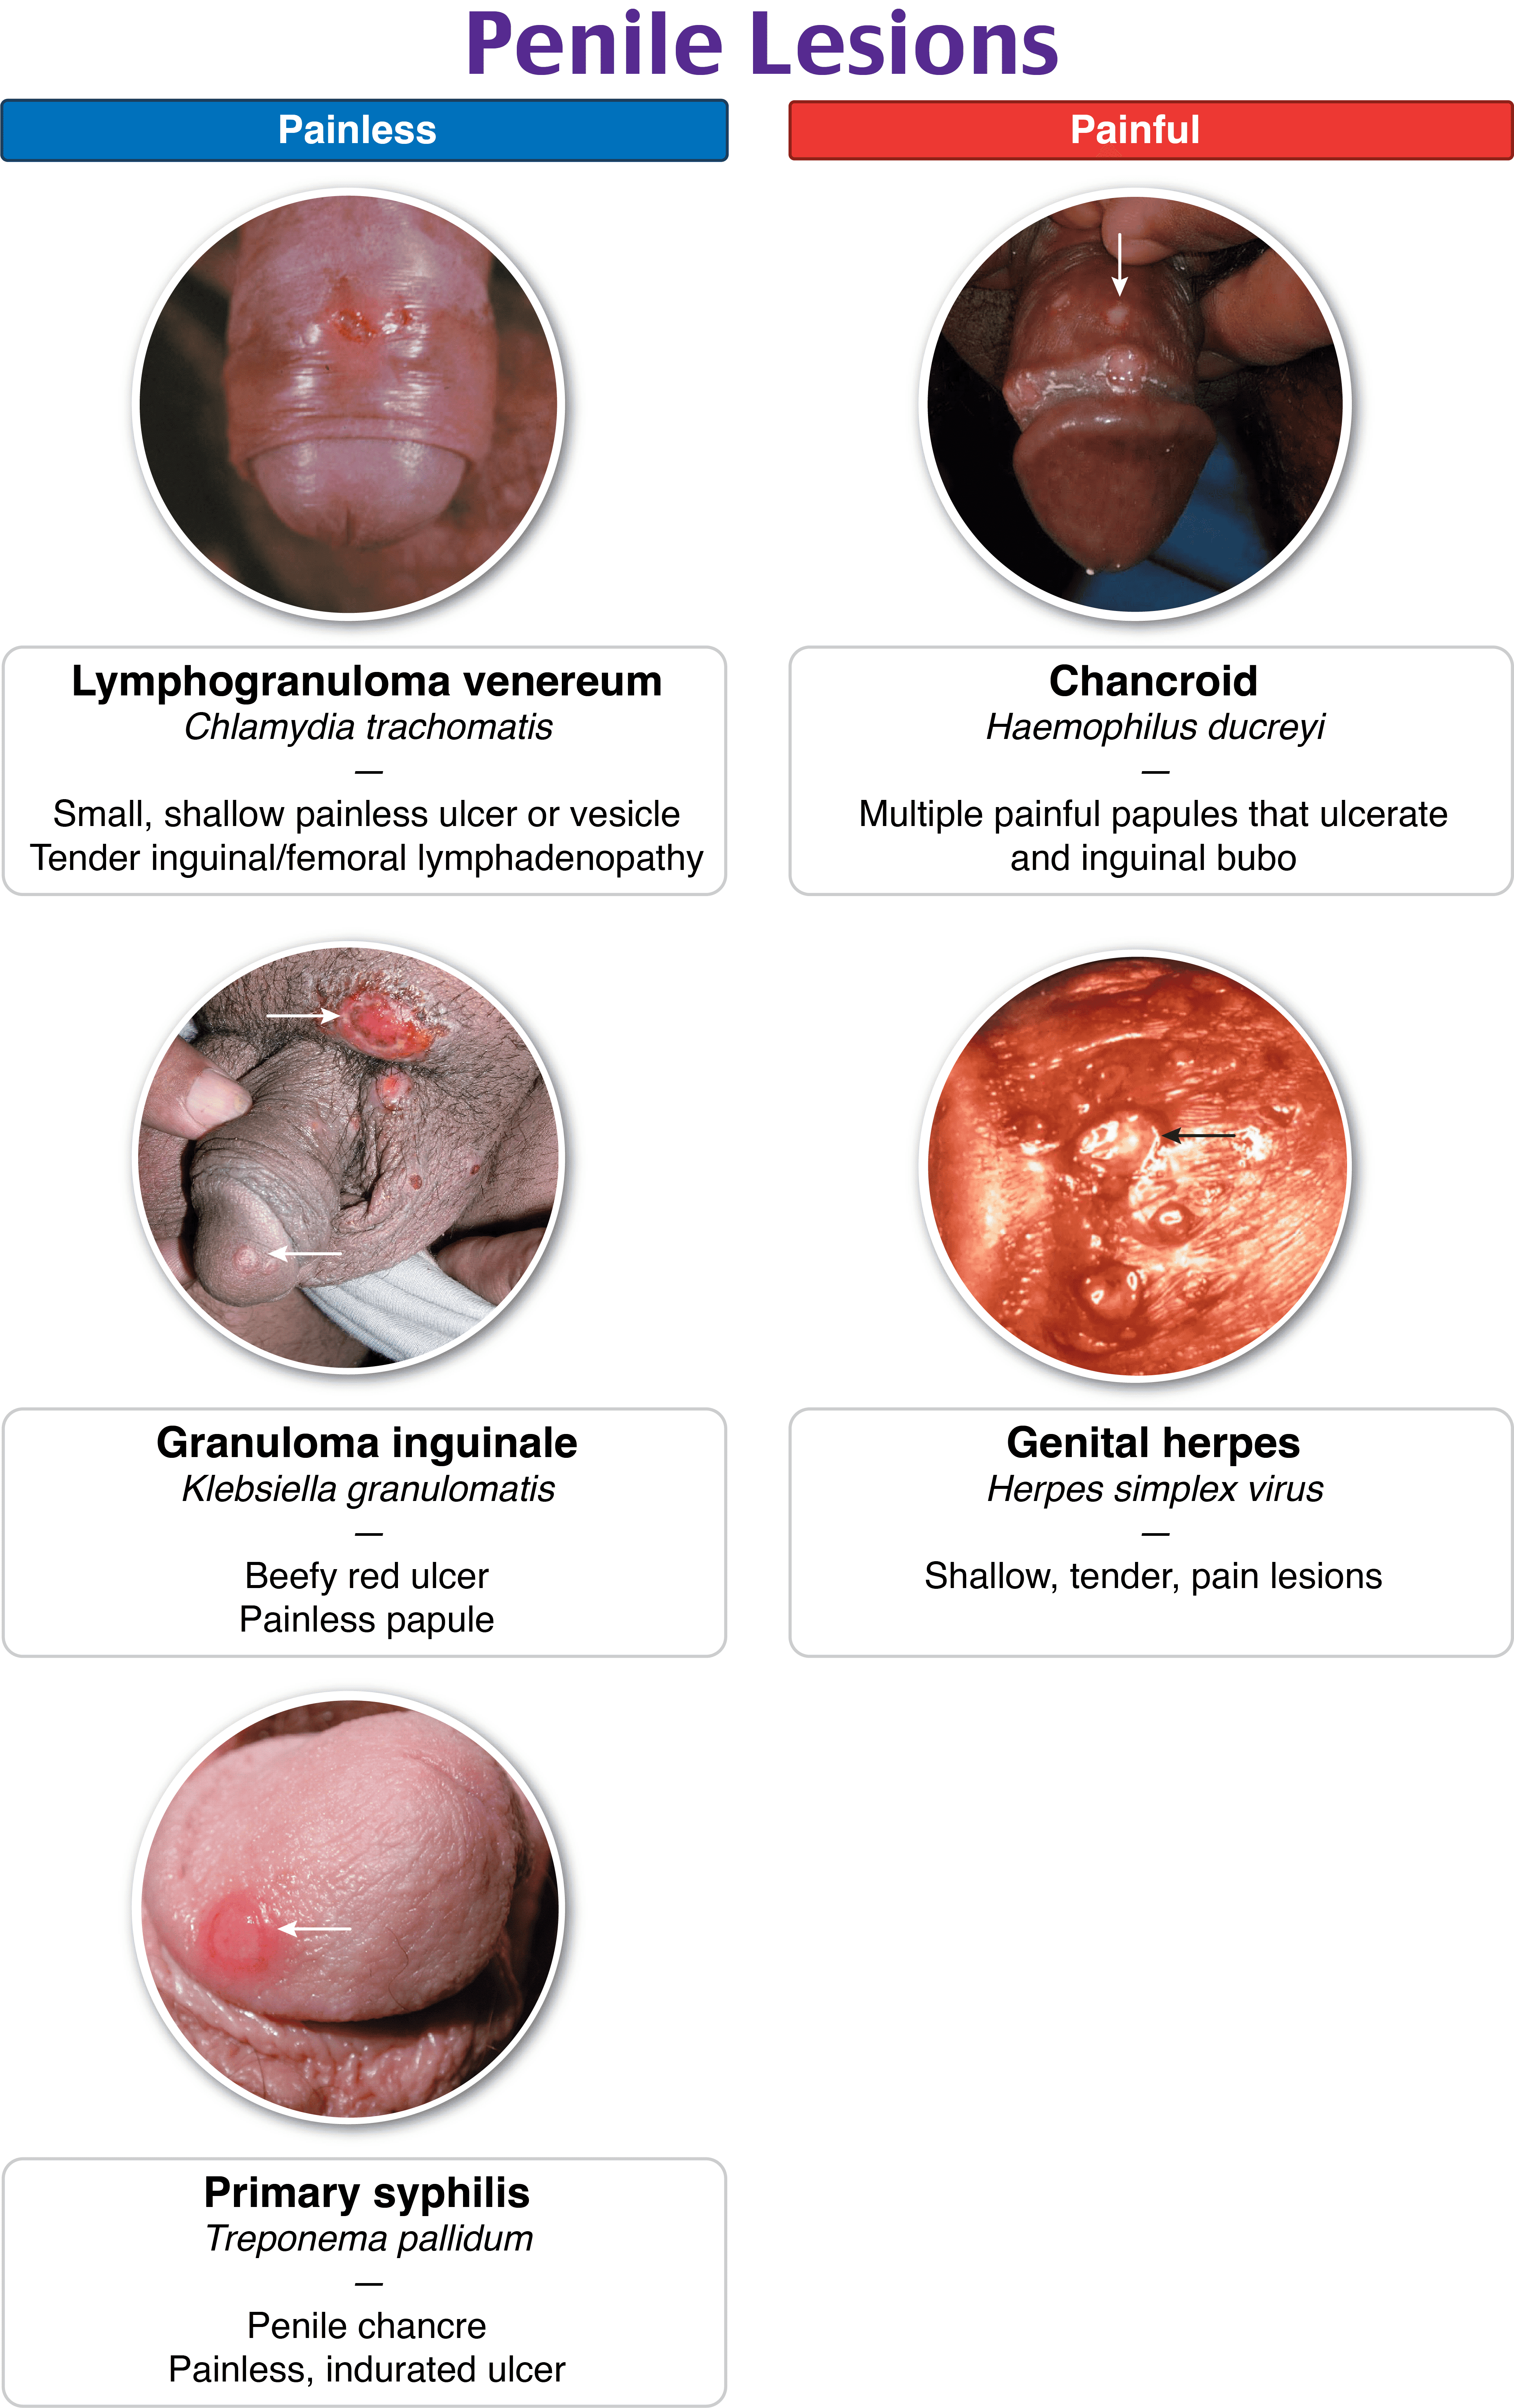 Penile Lesions
Painless
Painful
Lymphogranuloma venereum
Chlamydia trachomatis
—
Small, shallow painless ulcer or vesicle
Tender inguinal/femoral lymphadenopathy
Chancroid
Haemophilus ducreyi
—
Multiple painful papules that ulcerate
and inguinal bubo
Granuloma inguinale
Klebsiella granulomatis
—
Beefy red ulcer
Painless papule
Genital herpes
Herpes simplex virus
—
Shallow, tender, pain lesions
Primary syphilis
Treponema pallidum
—
Penile chancre
Painless, indurated ulcer